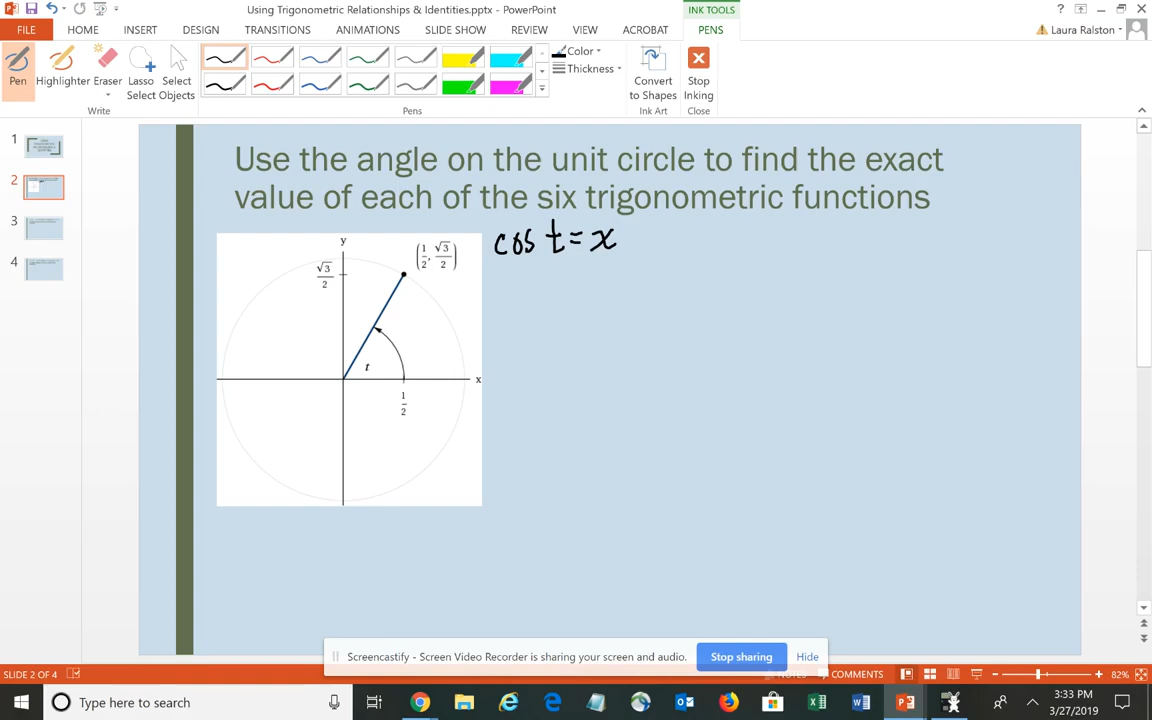 Using Trigonometric Relationships & Identities.pptx - PowerPoint
INK TOOLS
FILE HOME INSERT DESIGN TRANSITIONS ANIMATIONS SLIDE SHOW REVIEW VIEW ACROBAT PENS
Laura Ralston
Pen Highlighter Eraser Lasso Select Select Objects
Color
Thickness
Convert to Shapes
Stop Inking
Write Pens Ink Art Close
1
2
3
4
Use the angle on the unit circle to find the exact
value of each of the six trigonometric functions
cos t = x
y
(1/2, √3/2)
√3/2
t
x
1/2
Screencastify - Screen Video Recorder is sharing your screen and audio. Stop sharing Hide
SLIDE 2 OF 4 NOTES COMMENTS 82%
Type here to search
3:33 PM
3/27/2019